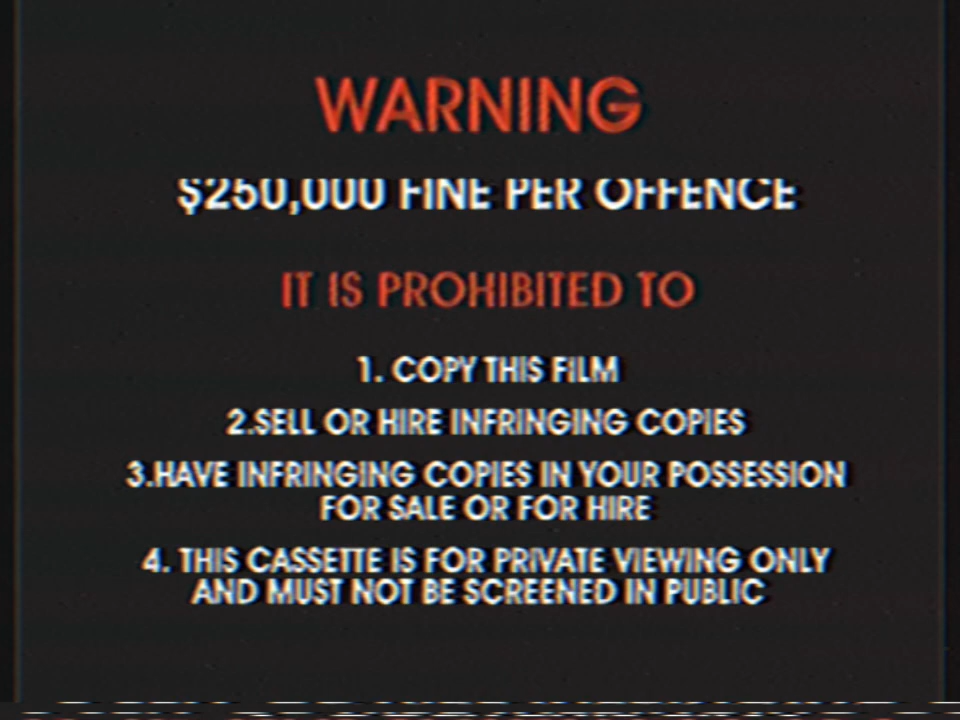 WARNING
$250,000 FINE PER OFFENCE
IT IS PROHIBITED TO
1. COPY THIS FILM
2.SELL OR HIRE INFRINGING COPIES
3.HAVE INFRINGING COPIES IN YOUR POSSESSION
FOR SALE OR FOR HIRE
4. THIS CASSETTE IS FOR PRIVATE VIEWING ONLY
AND MUST NOT BE SCREENED IN PUBLIC